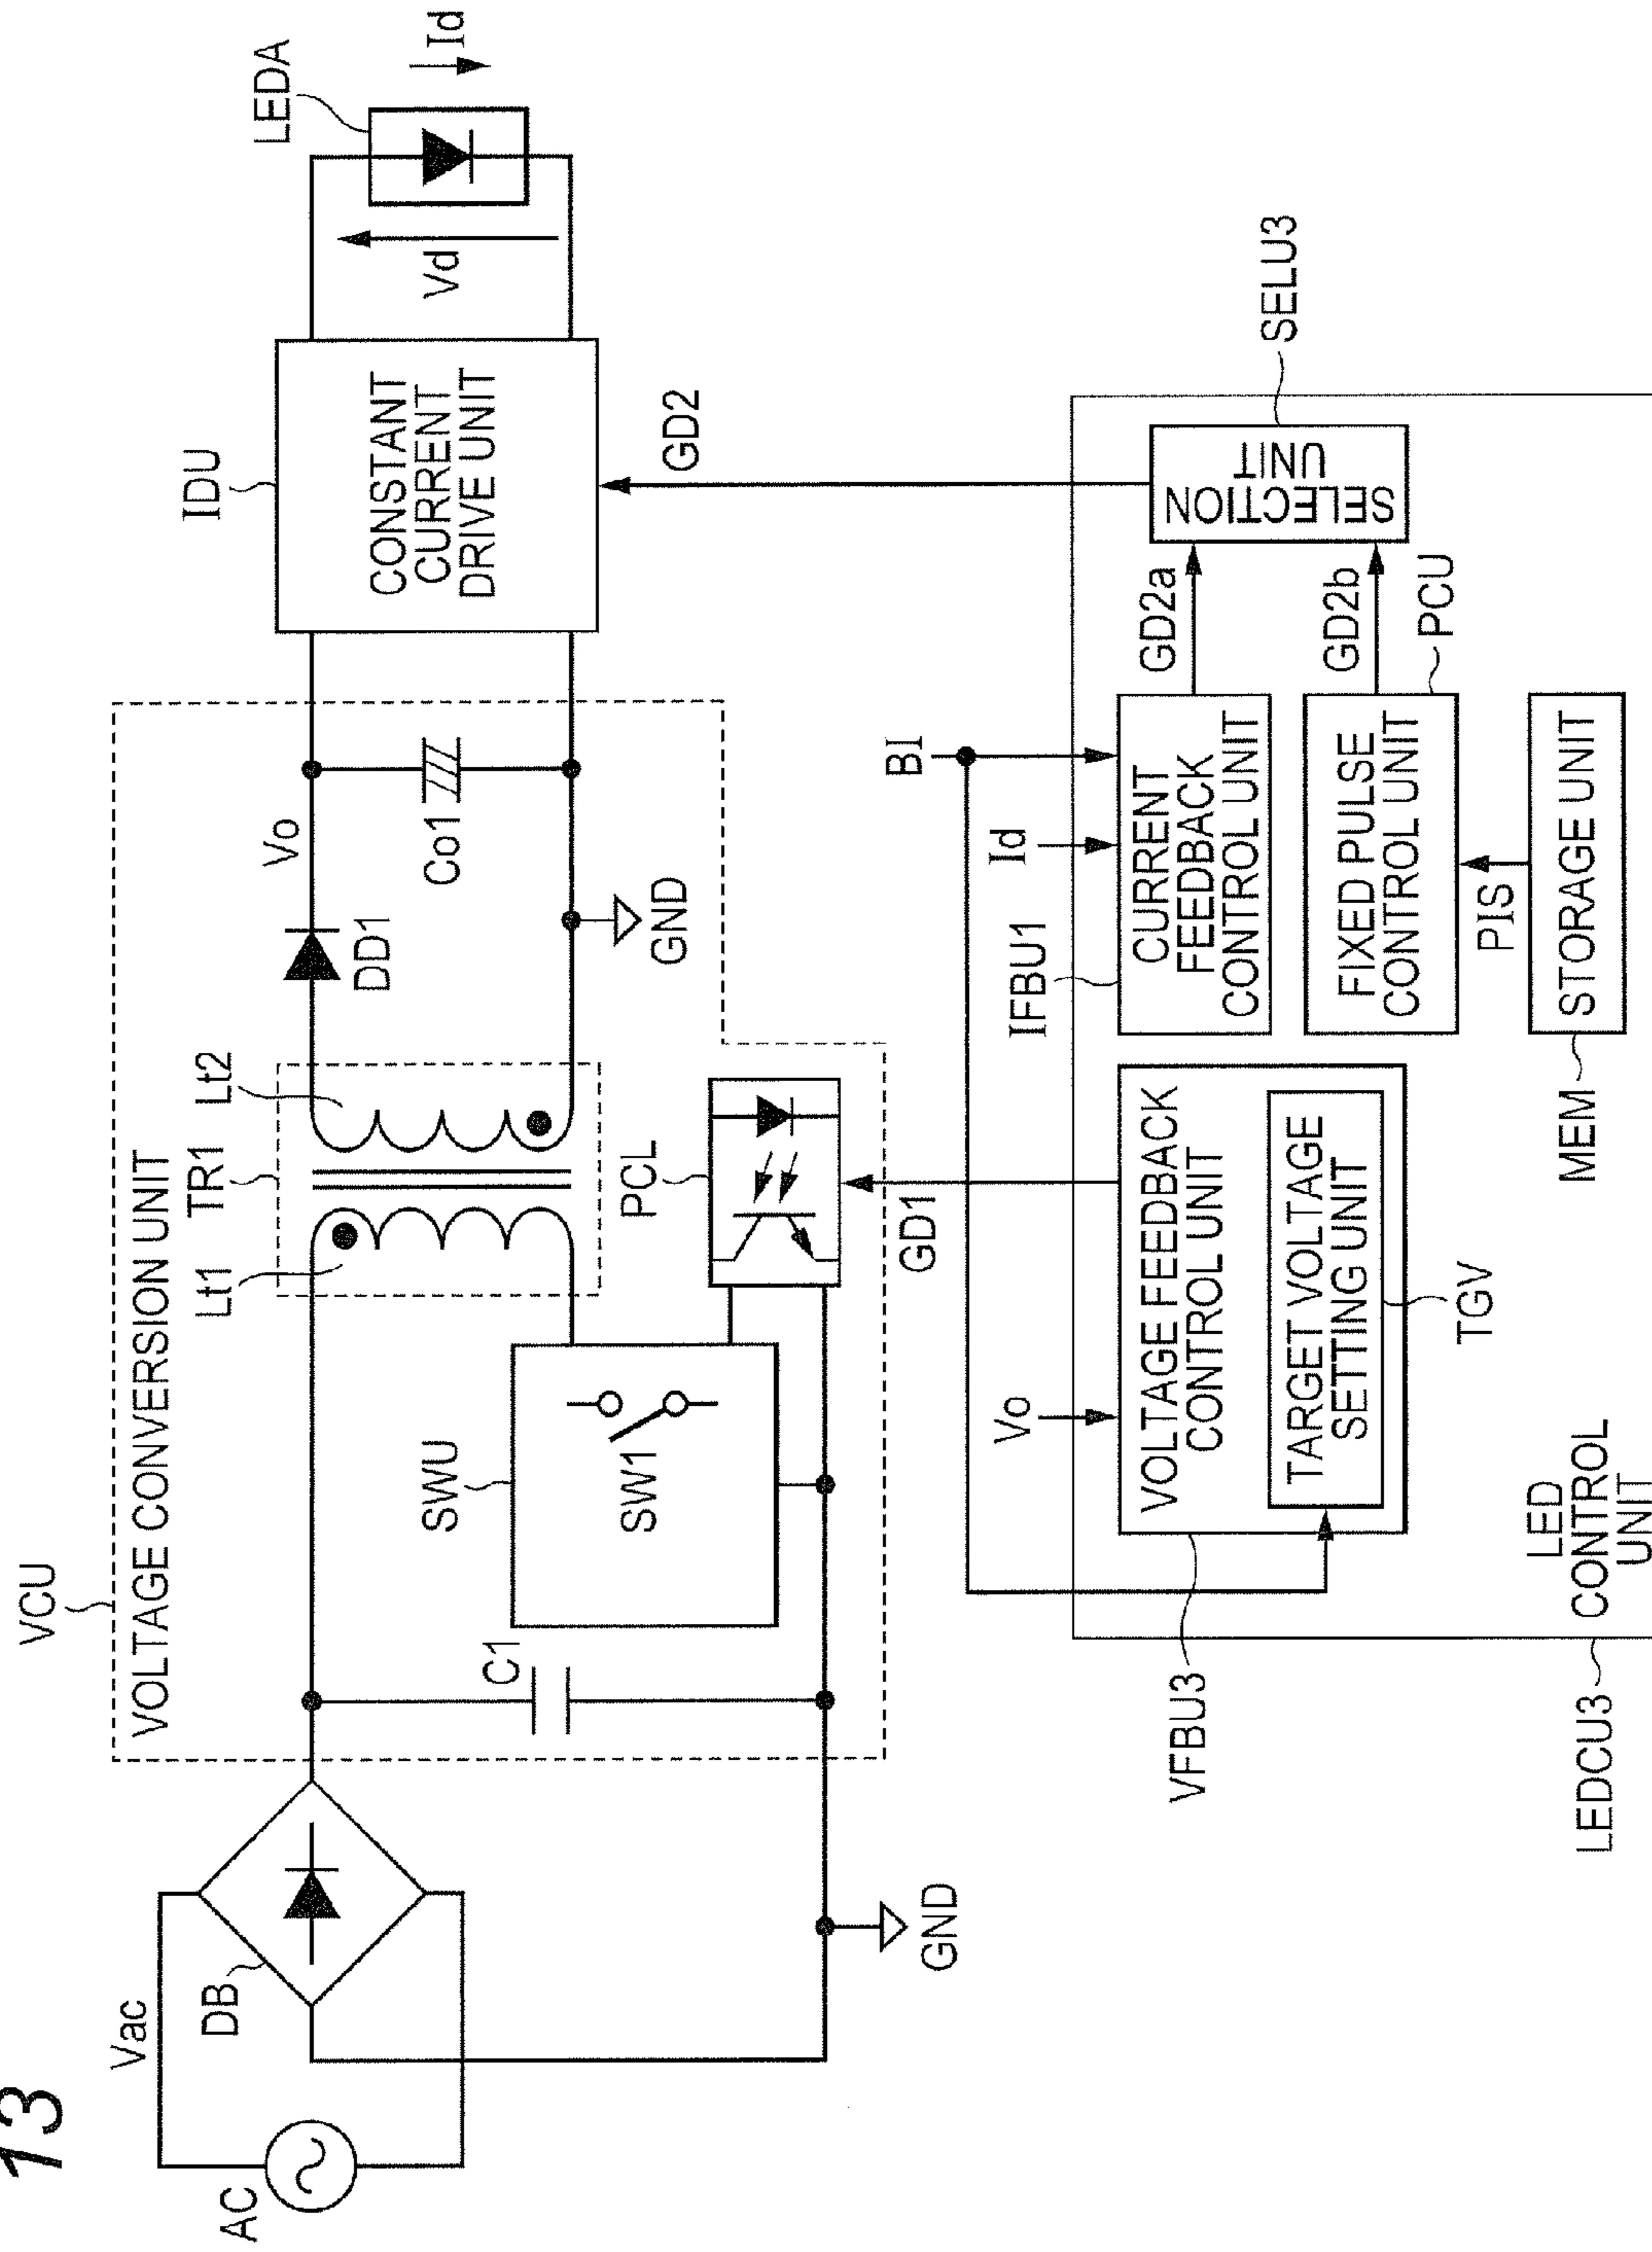 13
AC
Vac
DB
GND
VCU
VOLTAGE CONVERSION UNIT
C1
SWU
SW1
Lt1
TR1
Lt2
PCL
DD1
Vo
Co1
GND
IDU
CONSTANT
CURRENT
DRIVE UNIT
Vd
LEDA
Id
GD1
GD2
Vo
VOLTAGE FEEDBACK
CONTROL UNIT
TARGET VOLTAGE
SETTING UNIT
TGV
VFBU3
BI
Id
IFBU1
CURRENT
FEEDBACK
CONTROL UNIT
GD2a
FIXED PULSE
CONTROL UNIT
GD2b
PCU
PIS
STORAGE UNIT
MEM
SELECTION
UNIT
SELU3
LED
CONTROL
UNIT
LEDCU3